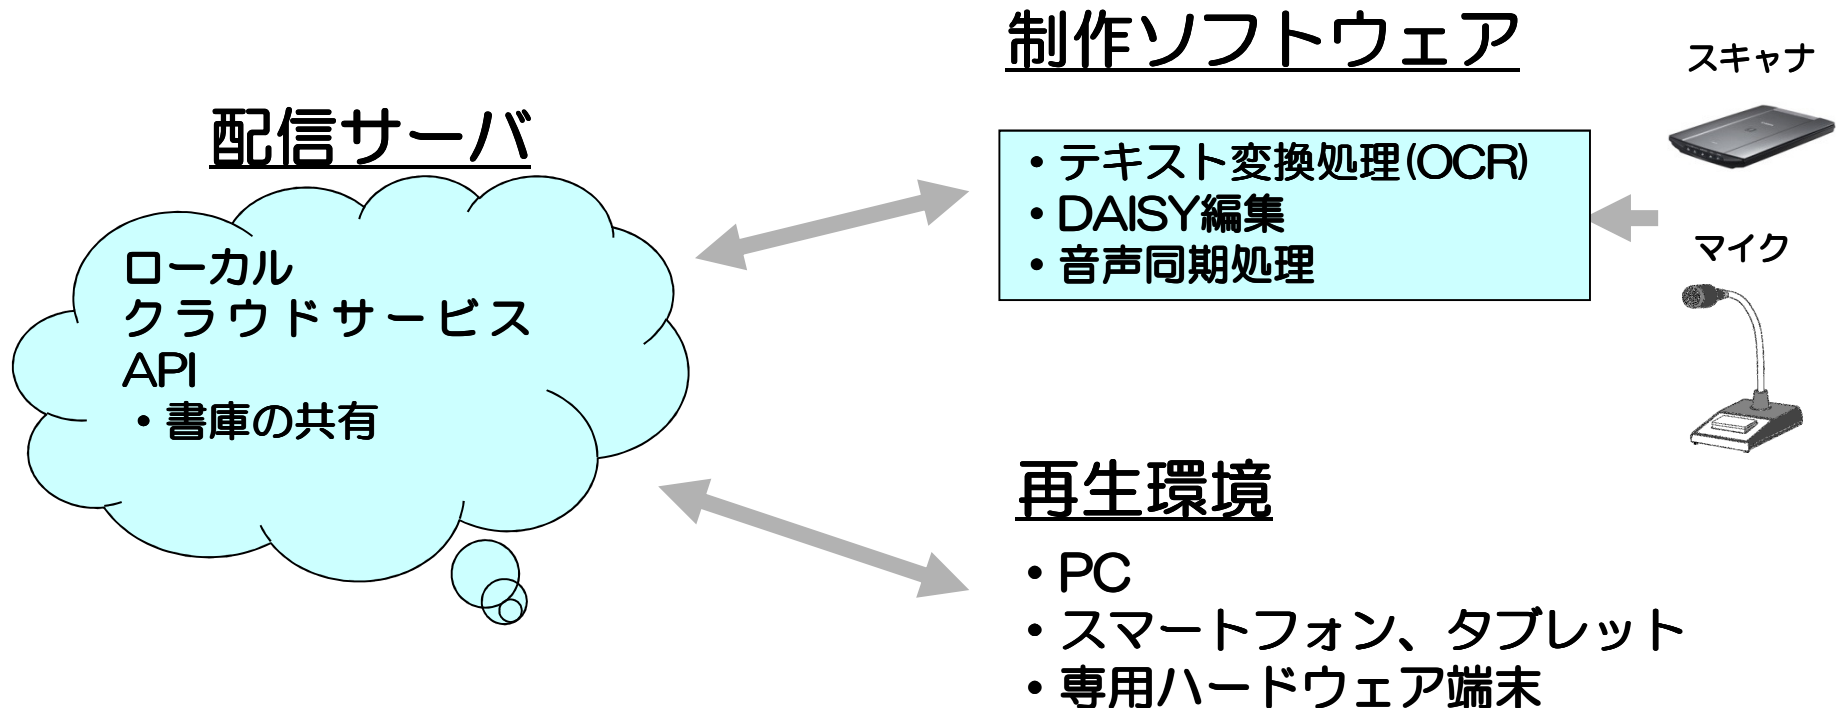 配信サーバ
ローカル
クラウドサービス
API
・書庫の共有
制作ソフトウェア
・テキスト変換処理(OCR)
・DAISY編集
・音声同期処理
スキャナ
マイク
再生環境
・PC
・スマートフォン、タブレット
・専用ハードウェア端末